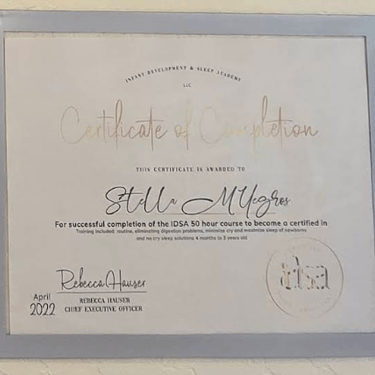 INFANT DEVELOPMENT & SLEEP ACADEMY
LLC
Certificate of Completion
THIS CERTIFICATE IS AWARDED TO
Stella
For successful completion of the IDSA 50 hour course to become a certified in
Training included: routine, eliminating digestion problems, minimize cry and maximize sleep of newborns
and no cry sleep solutions 4 months to 3 years old
Rebecca Hauser
REBECCA HAUSER
CHIEF EXECUTIVE OFFICER
April
2022
idsa